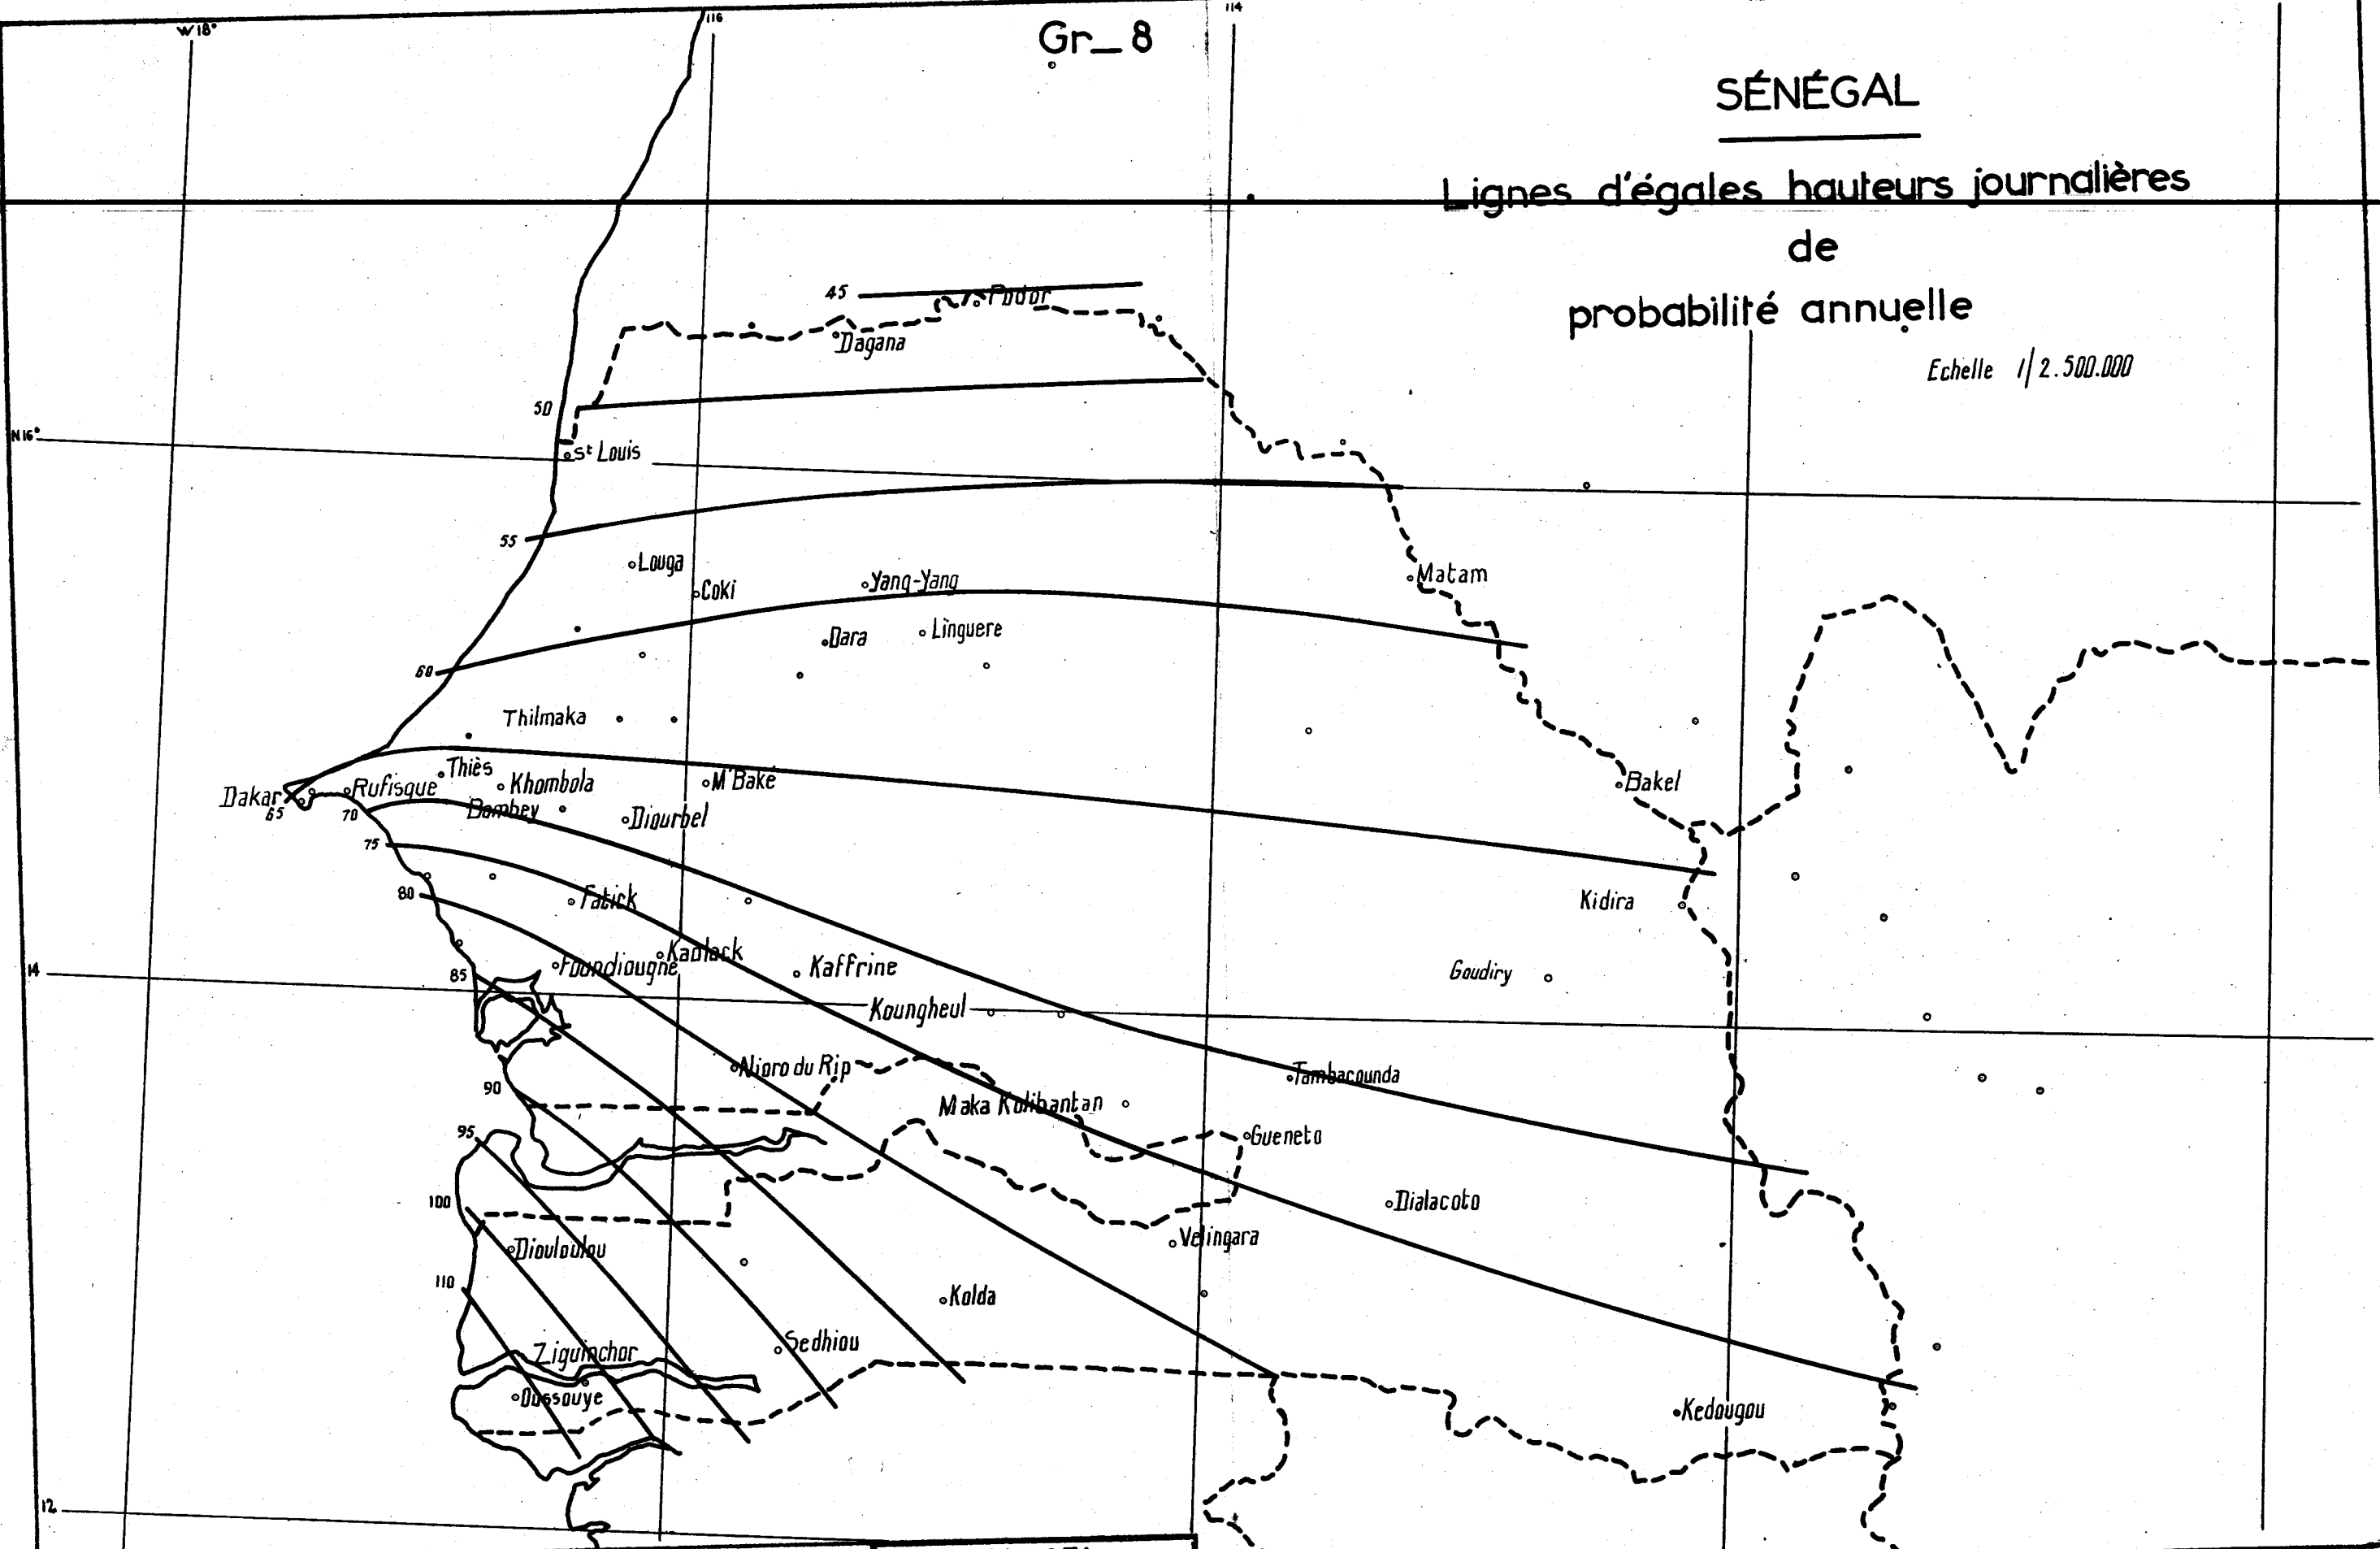 W 18°
116
114
Gr_ 8
SÉNÉGAL
Lignes d'égales hauteurs journalières
de
probabilité annuelle
Echelle 1/2.500.000
45
Podor
Dagana
50
N16°
St Louis
55
Louga
Coki
Yang-Yang
Matam
Dara
Linguere
60
Thilmaka
Thiès
Khombola
M'Baké
Bakel
Dakar
Rufisque
65
70
Bambey
Diourbel
75
80
Fatick
Kidira
Kaolack
Foundiougne
Kaffrine
Goudiry
14
85
Koungheul
Nioro du Rip
Tambacounda
90
Maka Kolibantan
95
Gueneto
100
Dialacoto
Diouloulou
Velingara
110
Kolda
Sedhiou
Ziguinchor
Oussouye
Kedougou
12